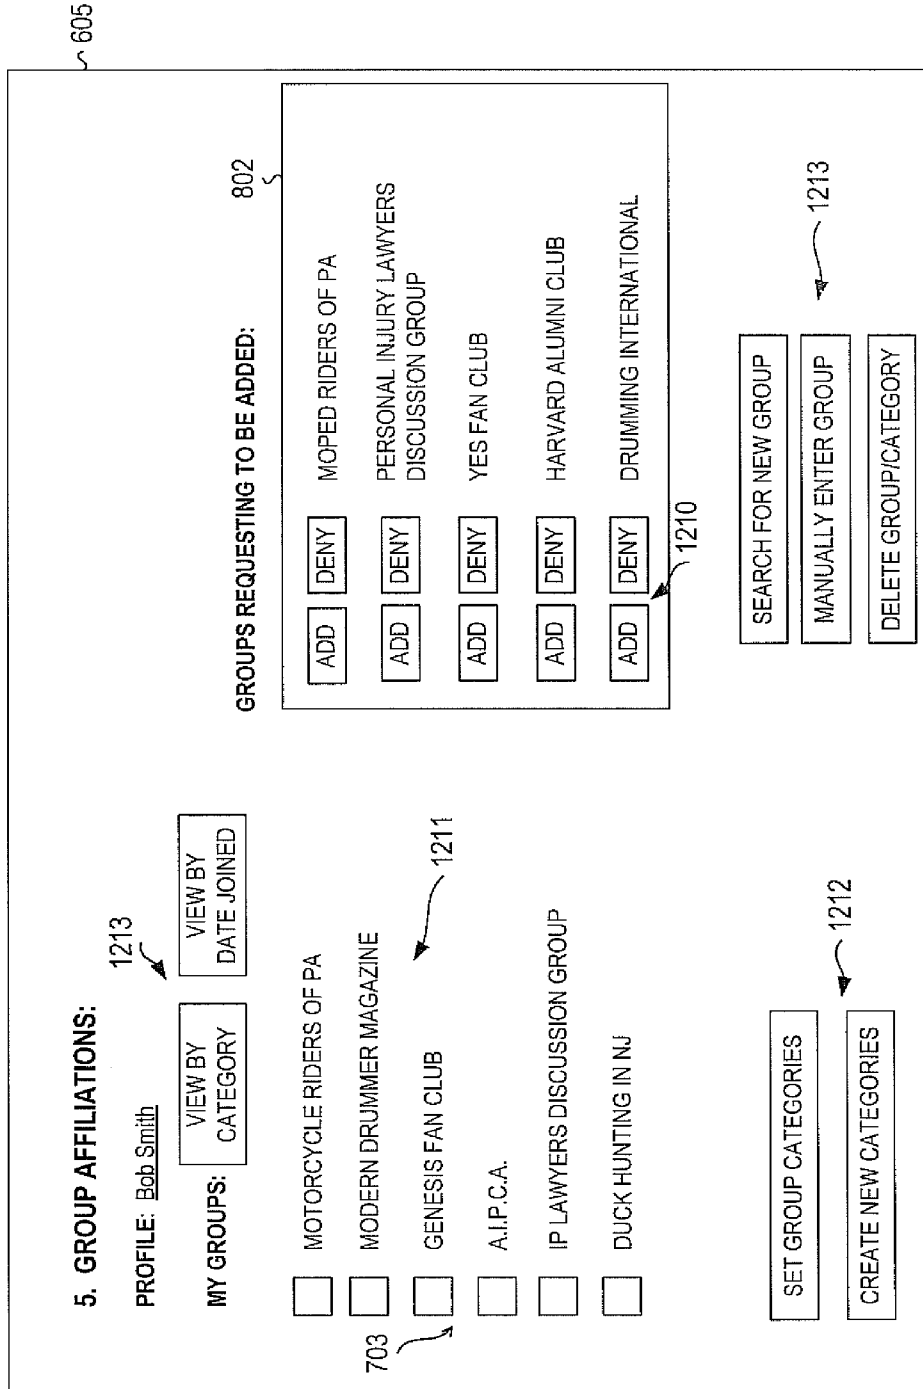 605
5. GROUP AFFILIATIONS:
PROFILE: Bob Smith
1213
MY GROUPS:
VIEW BY
CATEGORY
VIEW BY
DATE JOINED
MOTORCYCLE RIDERS OF PA
MODERN DRUMMER MAGAZINE
1211
703
GENESIS FAN CLUB
A.I.P.C.A.
IP LAWYERS DISCUSSION GROUP
DUCK HUNTING IN NJ
SET GROUP CATEGORIES
CREATE NEW CATEGORIES
1212
GROUPS REQUESTING TO BE ADDED:
802
ADD DENY MOPED RIDERS OF PA
ADD DENY PERSONAL INJURY LAWYERS
DISCUSSION GROUP
ADD DENY YES FAN CLUB
ADD DENY HARVARD ALUMNI CLUB
ADD DENY DRUMMING INTERNATIONAL
1210
SEARCH FOR NEW GROUP
MANUALLY ENTER GROUP
DELETE GROUP/CATEGORY
1213